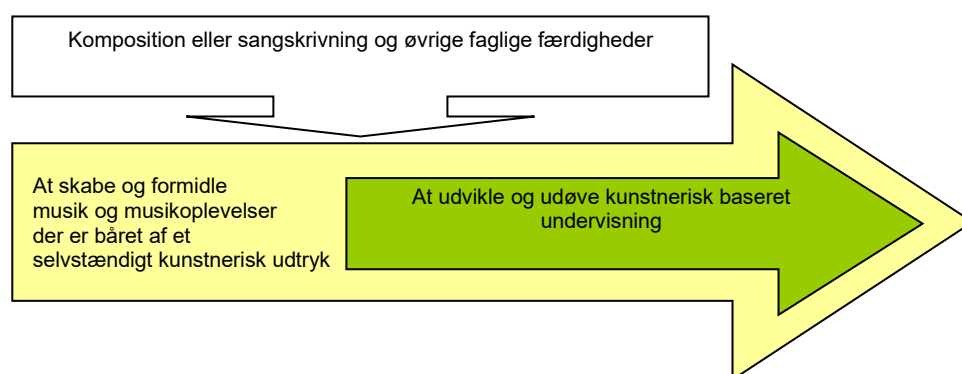 Komposition eller sangskrivning og øvrige faglige færdigheder
At skabe og formidle
musik og musikoplevelser
der er båret af et
selvstændigt kunstnerisk udtryk
At udvikle og udøve kunstnerisk baseret
undervisning